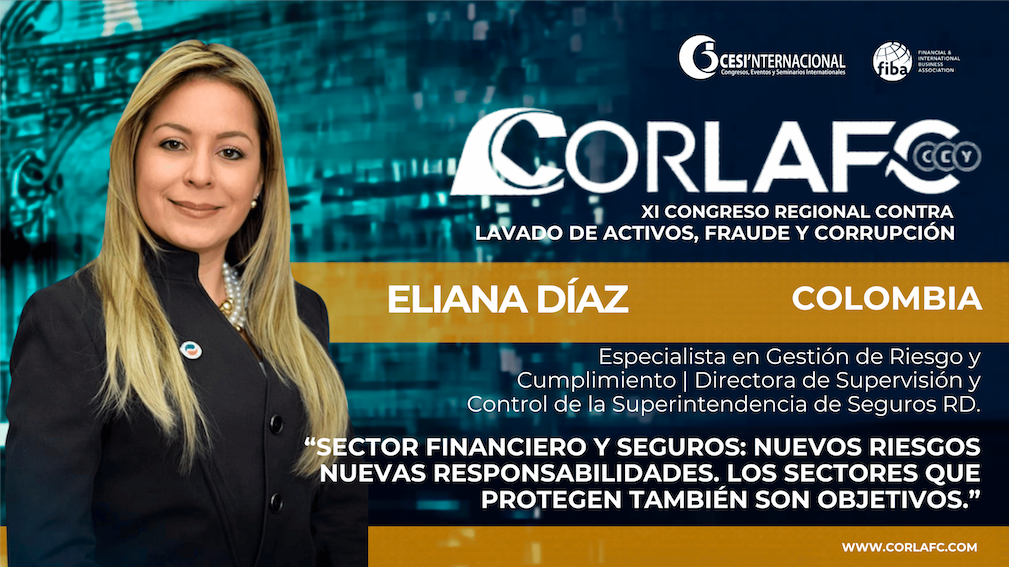 CESI'NTERNACIONAL
Congresos, Eventos y Seminarios Internacionales
fiba
FINANCIAL &
INTERNATIONAL
BUSINESS
ASSOCIATION
CORLAFC
CCY
XI CONGRESO REGIONAL CONTRA
LAVADO DE ACTIVOS, FRAUDE Y CORRUPCIÓN
ELIANA DÍAZ
COLOMBIA
Especialista en Gestión de Riesgo y
Cumplimiento | Directora de Supervisión y
Control de la Superintendencia de Seguros RD.
“SECTOR FINANCIERO Y SEGUROS: NUEVOS RIESGOS
NUEVAS RESPONSABILIDADES. LOS SECTORES QUE
PROTEGEN TAMBIÉN SON OBJETIVOS.”
WWW.CORLAFC.COM